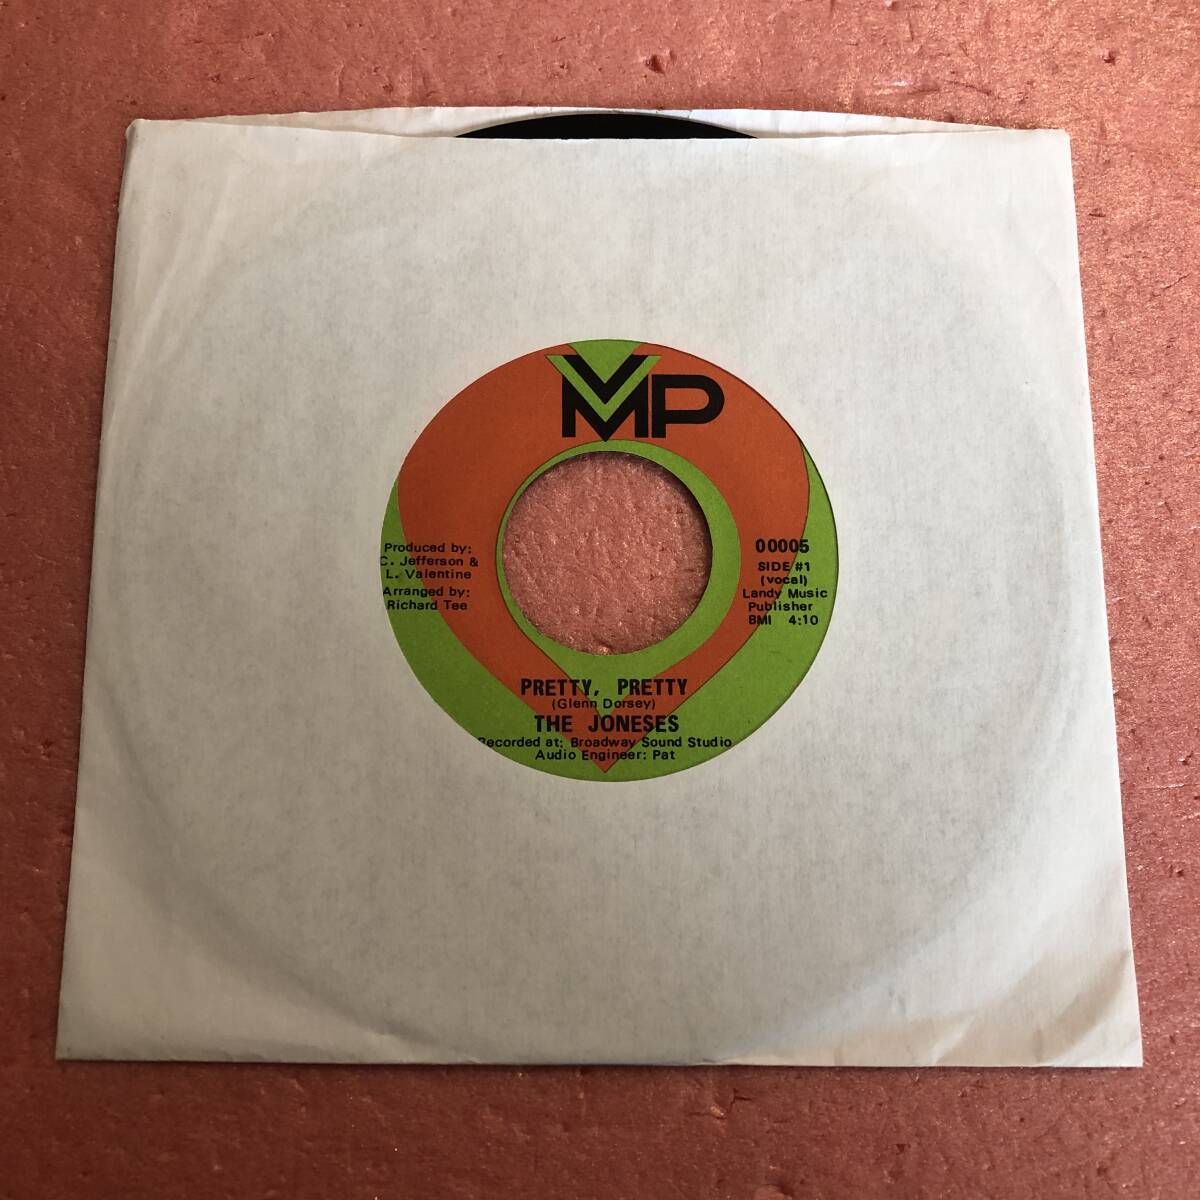 VMP
Produced by:
C. Jefferson &
L. Valentine
Arranged by:
Richard Tee
00005
SIDE #1
(vocal)
Landy Music
Publisher
BMI 4:10
PRETTY, PRETTY
(Glenn Dorsey)
THE JONESES
Recorded at: Broadway Sound Studio
Audio Engineer: Pat